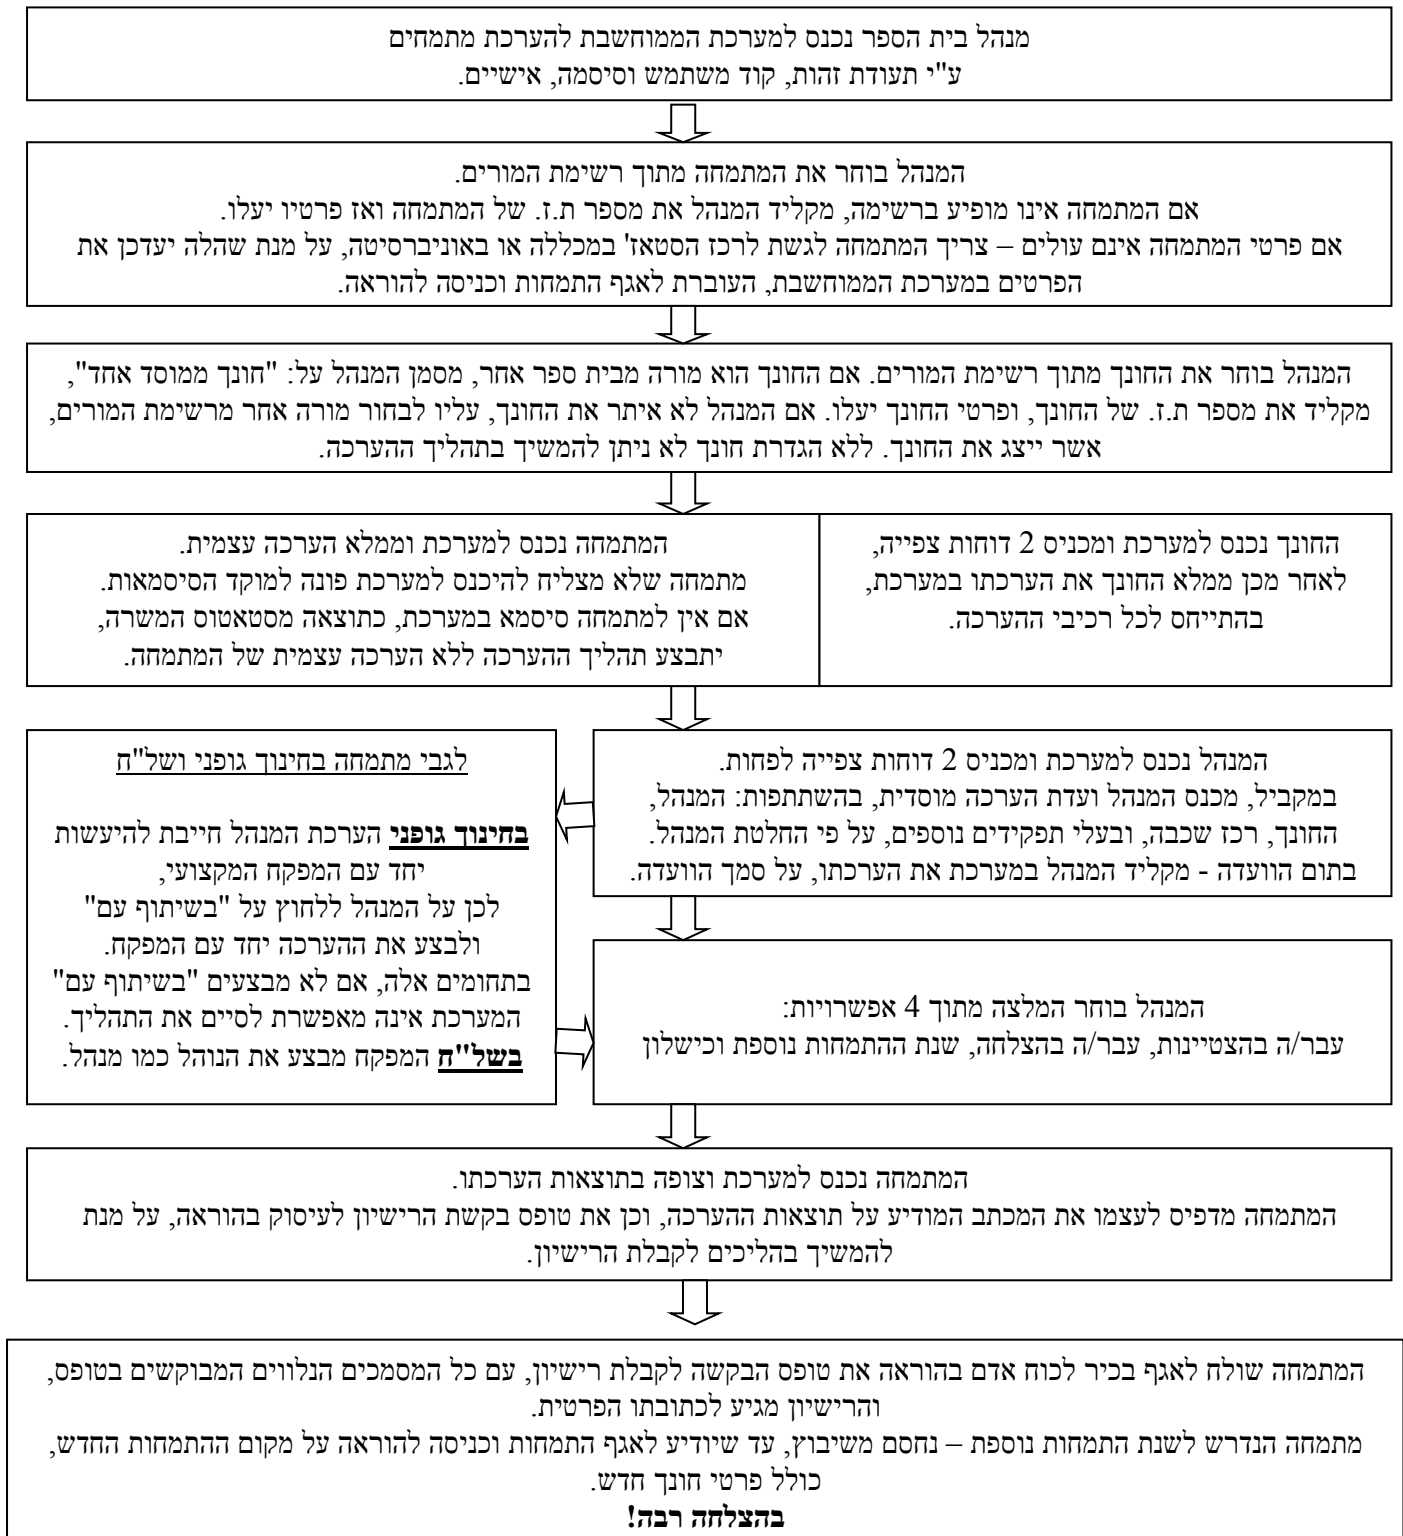 מנהל בית הספר נכנס למערכת הממוחשבת להערכת מתמחים
ע"י תעודת זהות, קוד משתמש וסיסמה, אישיים.
המנהל בוחר את המתמחה מתוך רשימת המורים.
אם המתמחה אינו מופיע ברשימה, מקליד המנהל את מספר ת.ז. של המתמחה ואז פרטיו יעלו.
אם פרטי המתמחה אינם עולים – צריך המתמחה לגשת לרכז הסטאז' במכללה או באוניברסיטה, על מנת שהלה יעדכן את
הפרטים במערכת הממוחשבת, העוברת לאגף התמחות וכניסה להוראה.
המנהל בוחר את החונך מתוך רשימת המורים. אם החונך הוא מורה מבית ספר אחר, מסמן המנהל על: "חונך ממוסד אחד",
מקליד את מספר ת.ז. של החונך, ופרטי החונך יעלו. אם המנהל לא איתר את החונך, עליו לבחור מורה אחר מרשימת המורים,
אשר ייצג את החונך. ללא הגדרת חונך לא ניתן להמשיך בתהליך ההערכה.
החונך נכנס למערכת ומכניס 2 דוחות צפייה,
לאחר מכן ממלא החונך את הערכתו במערכת,
בהתייחס לכל רכיבי ההערכה.
המתמחה נכנס למערכת וממלא הערכה עצמית.
מתמחה שלא מצליח להיכנס למערכת פונה למוקד הסיסמאות.
אם אין למתמחה סיסמא במערכת, כתוצאה מסטאטוס המשרה,
יתבצע תהליך ההערכה ללא הערכה עצמית של המתמחה.
המנהל נכנס למערכת ומכניס 2 דוחות צפייה לפחות.
במקביל, מכנס המנהל ועדת הערכה מוסדית, בהשתתפות: המנהל,
החונך, רכז שכבה, ובעלי תפקידים נוספים, על פי החלטת המנהל.
בתום הוועדה - מקליד המנהל במערכת את הערכתו, על סמך הוועדה.
לגבי מתמחה בחינוך גופני ושל"ח
בחינוך גופני הערכת המנהל חייבת להיעשות
יחד עם המפקח המקצועי,
לכן על המנהל ללחוץ על "בשיתוף עם"
ולבצע את ההערכה יחד עם המפקח.
בתחומים אלה, אם לא מבצעים "בשיתוף עם"
המערכת אינה מאפשרת לסיים את התהליך.
בשל"ח המפקח מבצע את הנוהל כמו מנהל.
המנהל בוחר המלצה מתוך 4 אפשרויות:
עבר/ה בהצטיינות, עבר/ה בהצלחה, שנת ההתמחות נוספת וכישלון
המתמחה נכנס למערכת וצופה בתוצאות הערכתו.
המתמחה מדפיס לעצמו את המכתב המודיע על תוצאות ההערכה, וכן את טופס בקשת הרישיון לעיסוק בהוראה, על מנת
להמשיך בהליכים לקבלת הרישיון.
המתמחה שולח לאגף בכיר לכוח אדם בהוראה את טופס הבקשה לקבלת רישיון, עם כל המסמכים הנלווים המבוקשים בטופס,
והרישיון מגיע לכתובתו הפרטית.
מתמחה הנדרש לשנת התמחות נוספת – נחסם משיבוץ, עד שיודיע לאגף התמחות וכניסה להוראה על מקום ההתמחות החדש,
כולל פרטי חונך חדש.
בהצלחה רבה!